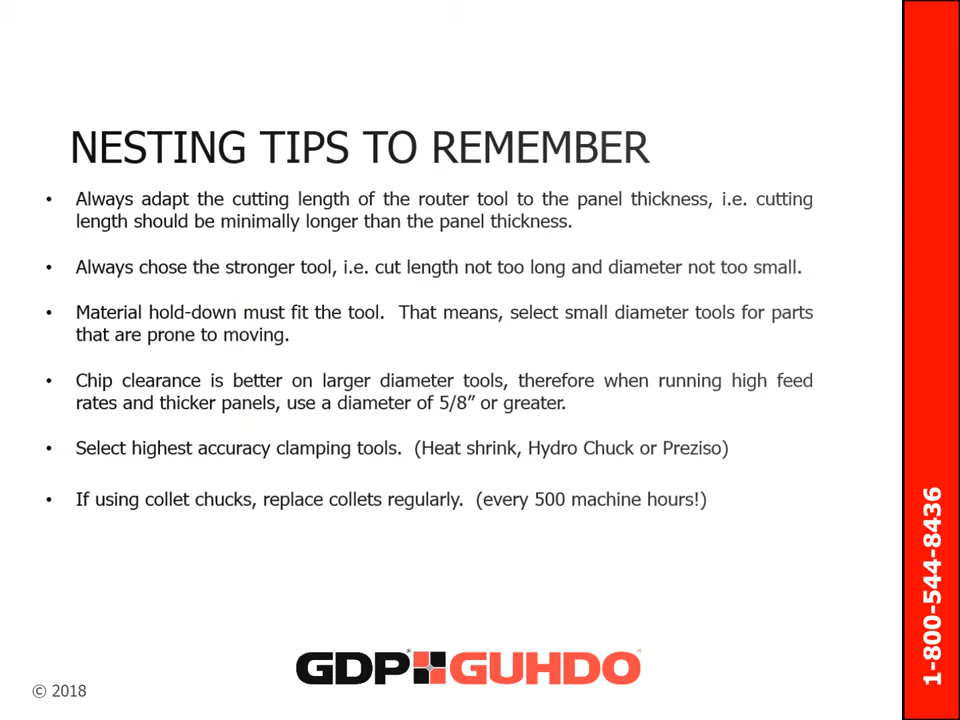 NESTING TIPS TO REMEMBER
• Always adapt the cutting length of the router tool to the panel thickness, i.e. cutting
length should be minimally longer than the panel thickness.
• Always chose the stronger tool, i.e. cut length not too long and diameter not too small.
• Material hold-down must fit the tool.  That means, select small diameter tools for parts
that are prone to moving.
• Chip clearance is better on larger diameter tools, therefore when running high feed
rates and thicker panels, use a diameter of 5/8” or greater.
• Select highest accuracy clamping tools.  (Heat shrink, Hydro Chuck or Preziso)
• If using collet chucks, replace collets regularly.  (every 500 machine hours!)
1-800-544-8436
GDP® GUHDO®
© 2018